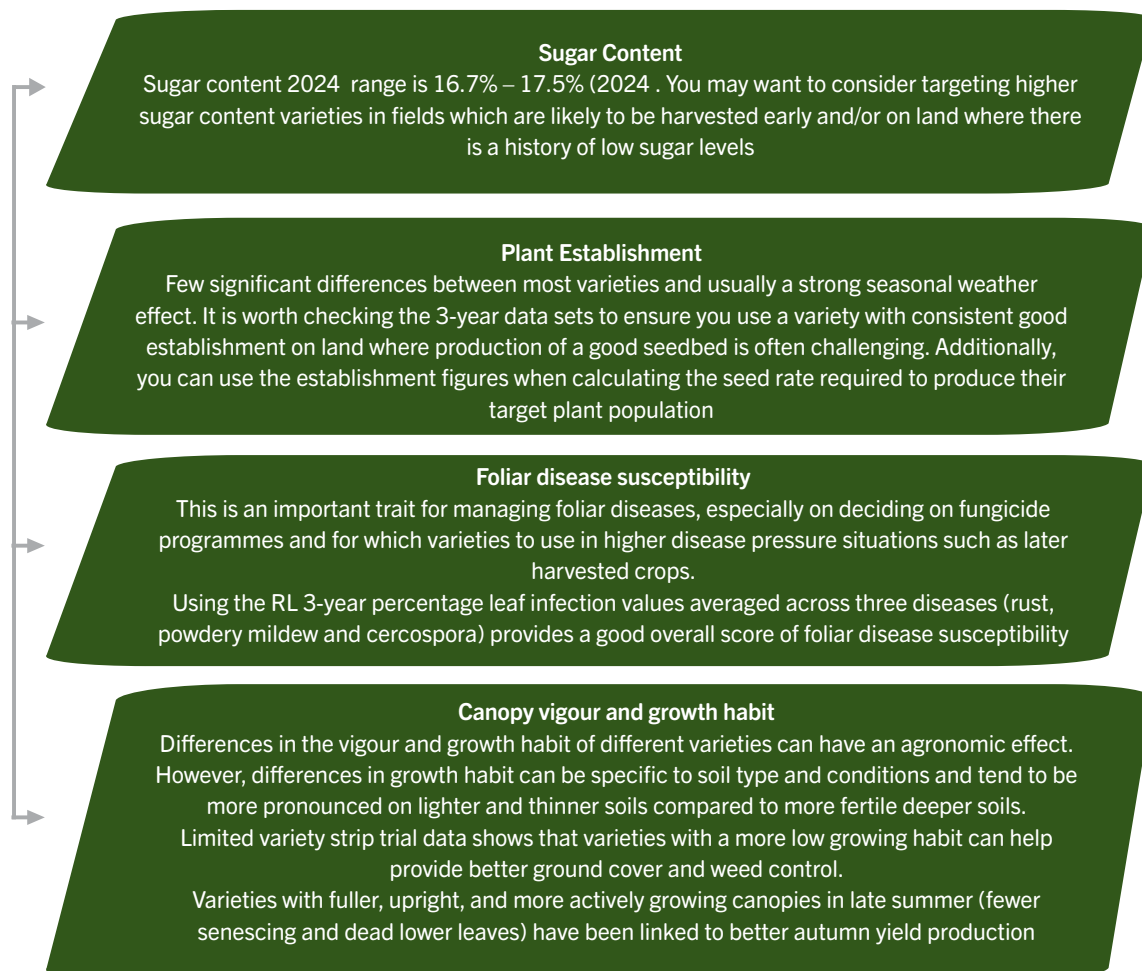 Sugar Content
Sugar content 2024 range is 16.7% – 17.5% (2024 . You may want to consider targeting higher
sugar content varieties in fields which are likely to be harvested early and/or on land where there
is a history of low sugar levels
Plant Establishment
Few significant differences between most varieties and usually a strong seasonal weather
effect. It is worth checking the 3-year data sets to ensure you use a variety with consistent good
establishment on land where production of a good seedbed is often challenging. Additionally,
you can use the establishment figures when calculating the seed rate required to produce their
target plant population
Foliar disease susceptibility
This is an important trait for managing foliar diseases, especially on deciding on fungicide
programmes and for which varieties to use in higher disease pressure situations such as later
harvested crops.
Using the RL 3-year percentage leaf infection values averaged across three diseases (rust,
powdery mildew and cercospora) provides a good overall score of foliar disease susceptibility
Canopy vigour and growth habit
Differences in the vigour and growth habit of different varieties can have an agronomic effect.
However, differences in growth habit can be specific to soil type and conditions and tend to be
more pronounced on lighter and thinner soils compared to more fertile deeper soils.
Limited variety strip trial data shows that varieties with a more low growing habit can help
provide better ground cover and weed control.
Varieties with fuller, upright, and more actively growing canopies in late summer (fewer
senescing and dead lower leaves) have been linked to better autumn yield production